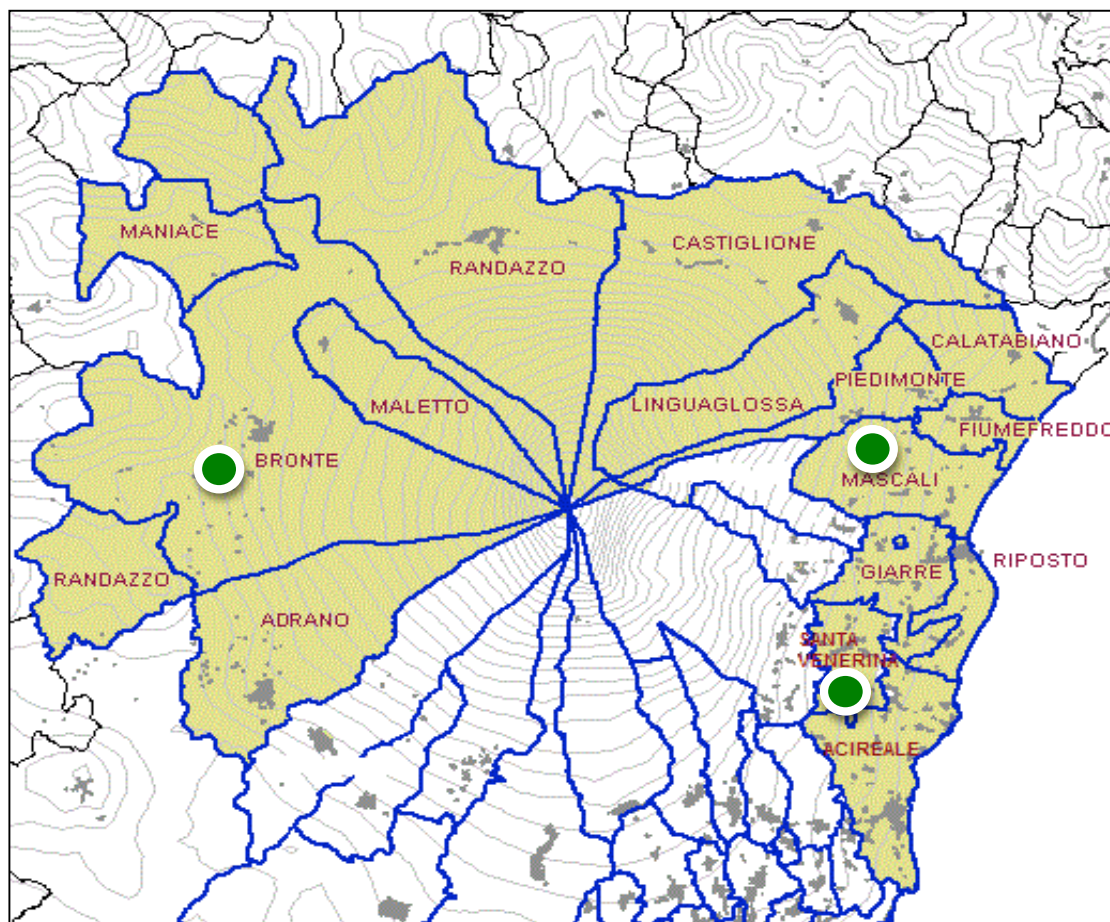 MANIACE
CASTIGLIONE
RANDAZZO
CALATABIANO
PIEDIMONTE
LINGUAGLOSSA
MALETTO
FIUMEFREDDO
BRONTE
MASCALI
RIPOSTO
GIARRE
RANDAZZO
ADRANO
SANTA
VENERINA
ACIREALE